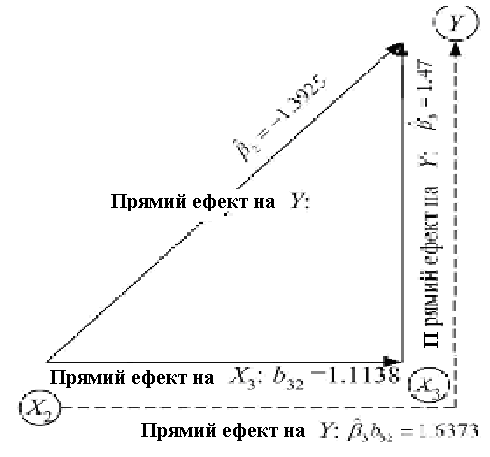 Y
β̂₂ = −1.3925
Прямий ефект на Y:
Прямий ефект на Y: β̂₃ = 1.47
Прямий ефект на X₃: b₃₂ −1.1138
X₂
X₃
Прямий ефект на Y: β̂₃b₃₂ = 1.6373